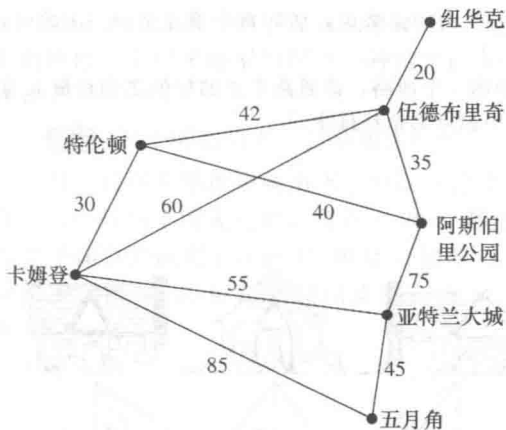 纽华克
20
伍德布里奇
42
特伦顿
35
30
60
40
阿斯伯
里公园
卡姆登
75
55
亚特兰大城
85
45
五月角